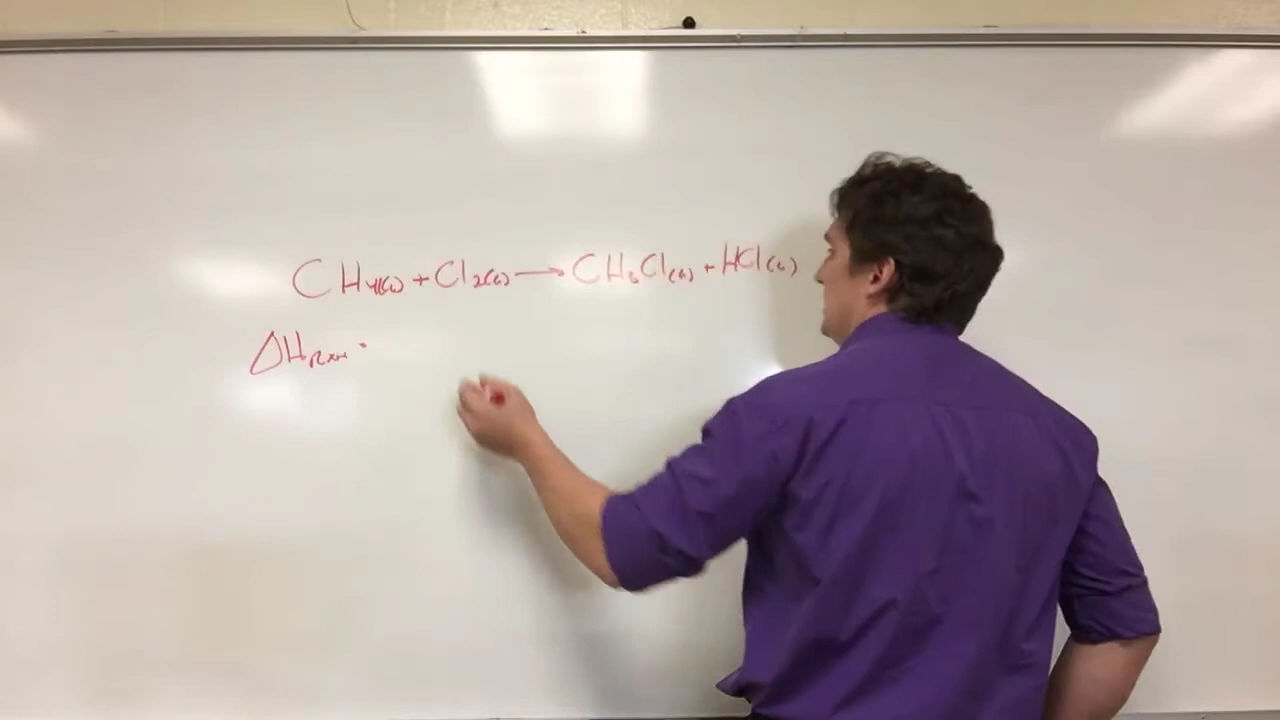 CH4(G) + Cl2(G) → CH3Cl(G) + HCl(G)
ΔHRXN